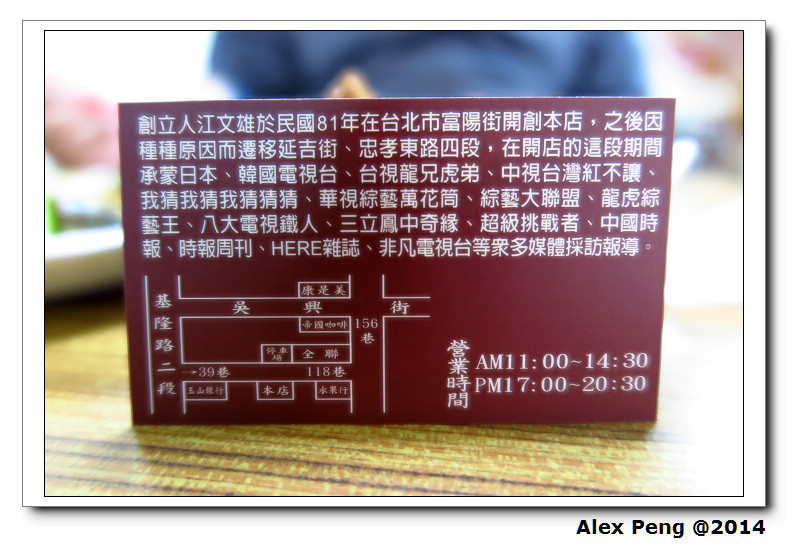 創立人江文雄於民國81年在台北市富陽街開創本店，之後因
種種原因而遷移延吉街、忠孝東路四段，在開店的這段期間
承蒙日本、韓國電視台、台視龍兄虎弟、中視台灣紅不讓、
我猜我猜我猜猜猜、華視綜藝萬花筒、綜藝大聯盟、龍虎綜
藝王、八大電視鐵人、三立鳳中奇緣、超級挑戰者、中國時
報、時報周刊、HERE雜誌、非凡電視台等衆多媒體採訪報導。
康是美
吳興街
基隆路二段
帝國咖啡
156巷
停車場
全聯
→39巷
118巷
玉山銀行
本店
水果行
營業時間
AM11:00~14:30
PM17:00~20:30
Alex Peng @2014